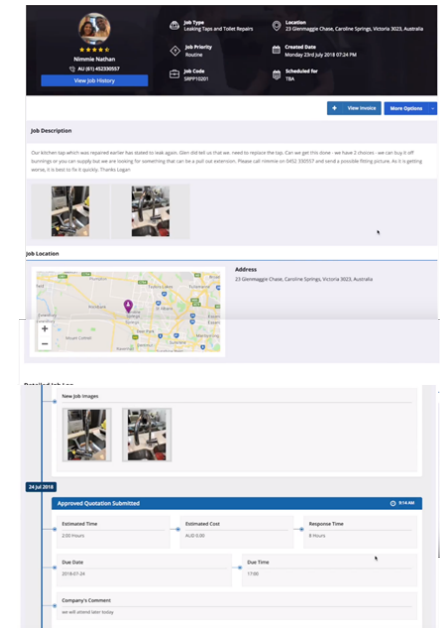 Job Type
Leaking Taps and Toilet Repairs
Location
23 Glenmaggie Chase, Caroline Springs, Victoria 3023, Australia
Nimmie Nathan
AU (61) 452330557
View Job History
Job Priority
Routine
Created Date
Monday 23rd July 2018 07:24 PM
Job Code
SRPP10201
Scheduled for
TBA
+ View Invoice
More Options
Job Description
Our kitchen tap which was repaired earlier has stated to leak again. Glen did tell us that we. need to replace the tap. Can we get this done - we have 2 choices - we can buy it off
bunnings or you can supply but we are looking for something that can be a pull out extension. Please call nimmie on 0452 330557 and send a possible fitting picture. As it is getting
worse, it is best to fix it quickly. Thanks Logan
Job Location
Address
23 Glenmaggie Chase, Caroline Springs, Victoria 3023, Australia
+
−
Detailed Job Log
New Job Images
24 Jul 2018
Approved Quotation Submitted
9:14 AM
Estimated Time
2:00 Hours
Estimated Cost
AUD 0.00
Response Time
8 Hours
Due Date
2018-07-24
Due Time
17:00
Company's Comment
we will attend later today